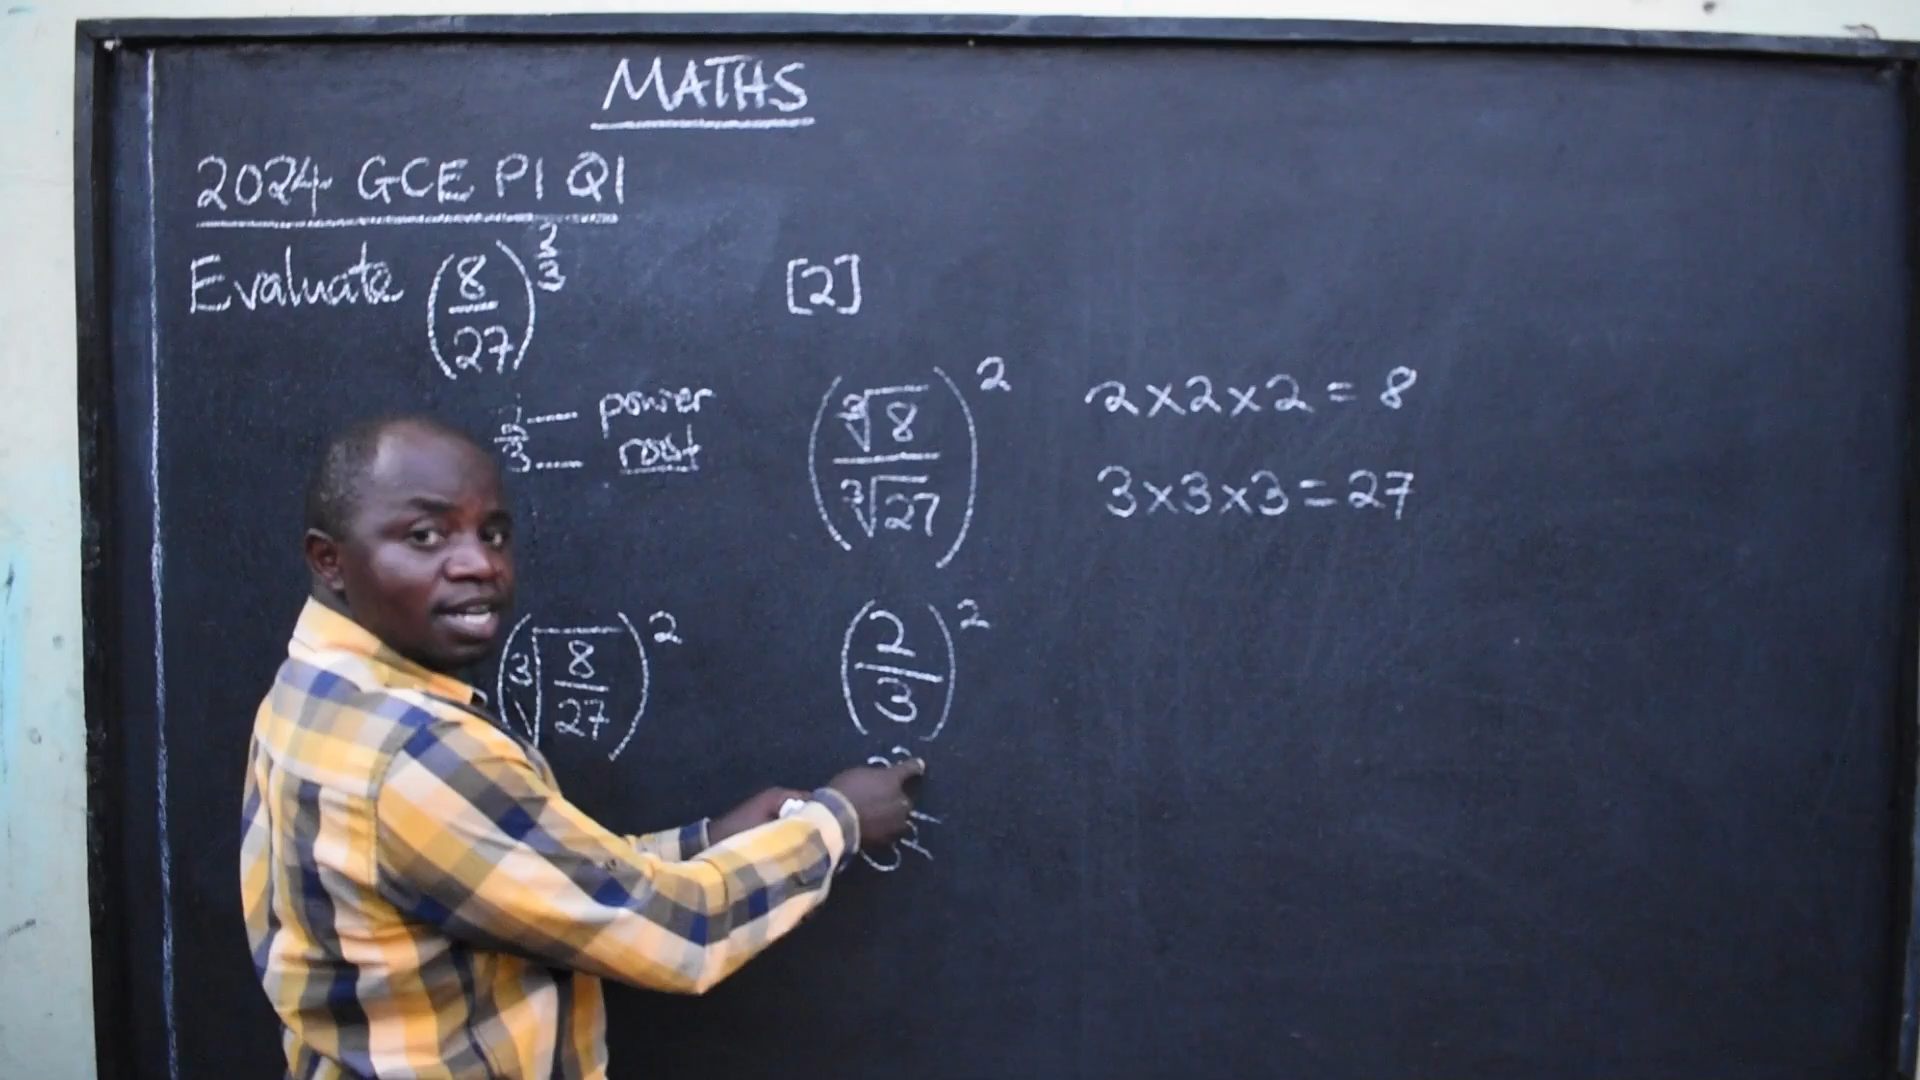 MATHS
2024 GCE P1 Q1
Evaluate (8/27)^(2/3) [2]
2/3 — power — root
(∛8/∛27)²
2×2×2 = 8
3×3×3 = 27
(∛(8/27))²
(2/3)²